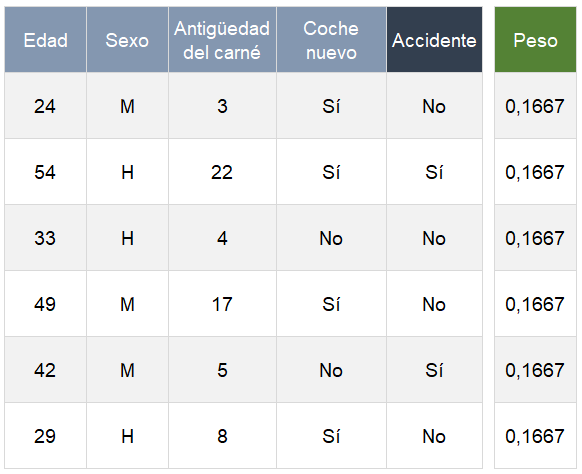 Edad Sexo Antigüedad del carné Coche nuevo Accidente Peso
24 M 3 Sí No 0,1667
54 H 22 Sí Sí 0,1667
33 H 4 No No 0,1667
49 M 17 Sí No 0,1667
42 M 5 No Sí 0,1667
29 H 8 Sí No 0,1667